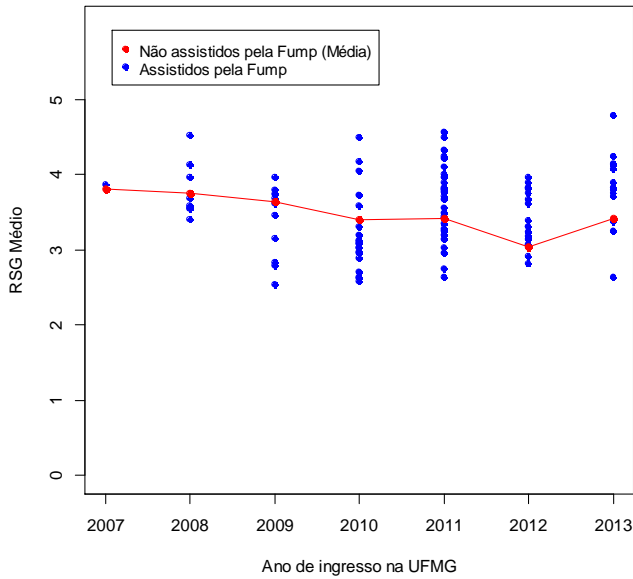 Não assistidos pela Fump (Média)
Assistidos pela Fump
RSG Médio
5
4
3
2
1
0
2007 2008 2009 2010 2011 2012 2013
Ano de ingresso na UFMG